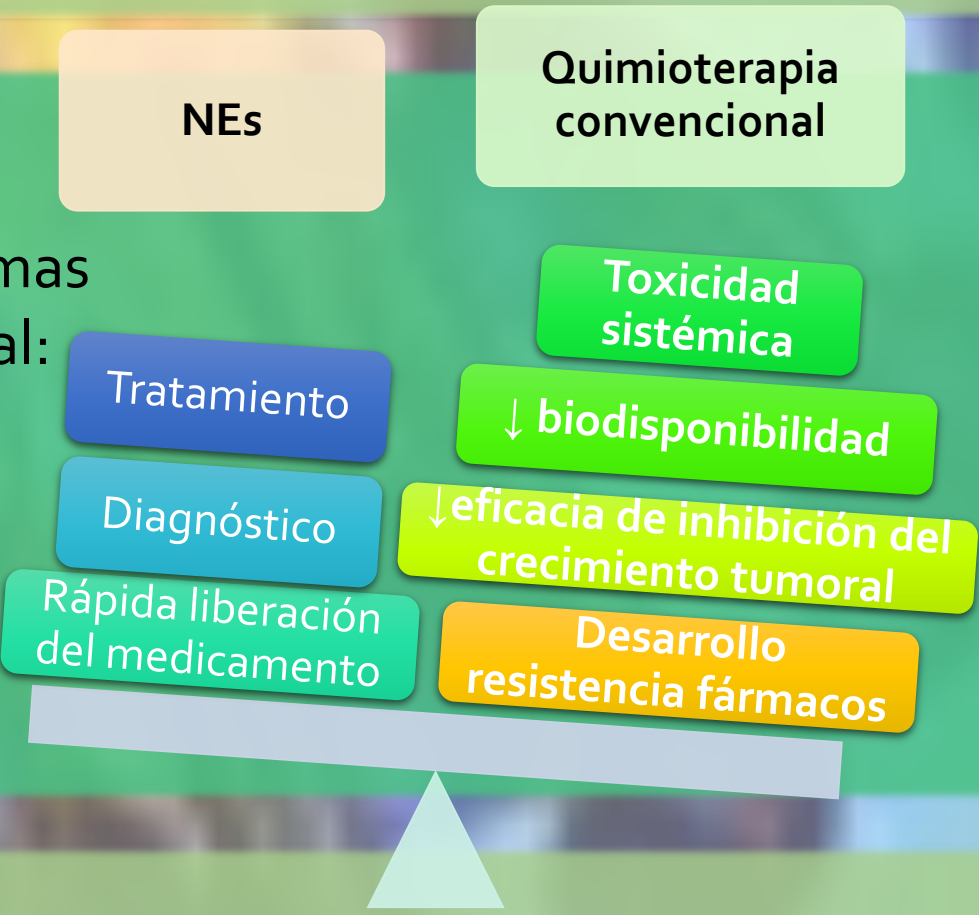 NEs
Quimioterapia
convencional
mas
al:
Tratamiento
Diagnóstico
Rápida liberación
del medicamento
Toxicidad
sistémica
↓ biodisponibilidad
↓eficacia de inhibición del
crecimiento tumoral
Desarrollo
resistencia fármacos